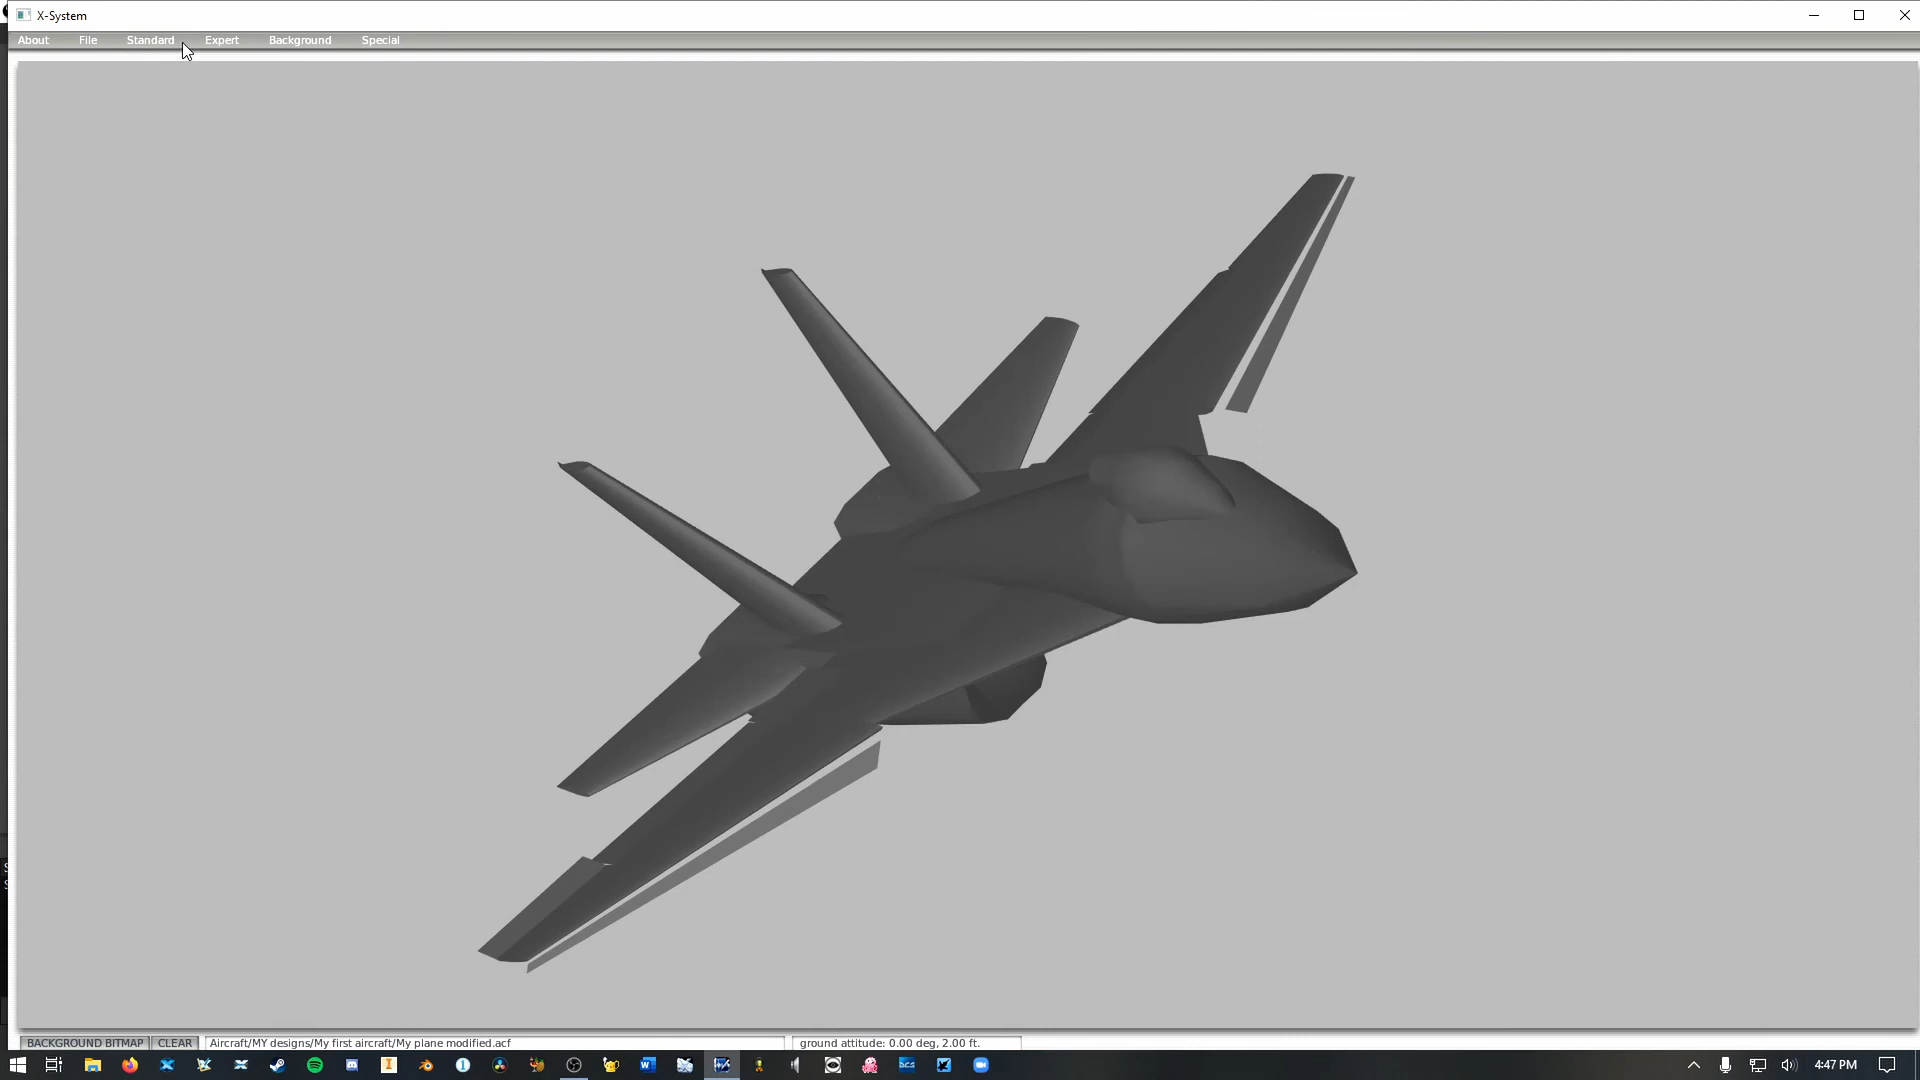 X-System
About File Standard Expert Background Special
BACKGROUND BITMAP CLEAR Aircraft/MY designs/My first aircraft/My plane modified.acf ground attitude: 0.00 deg, 2.00 ft.
4:47 PM